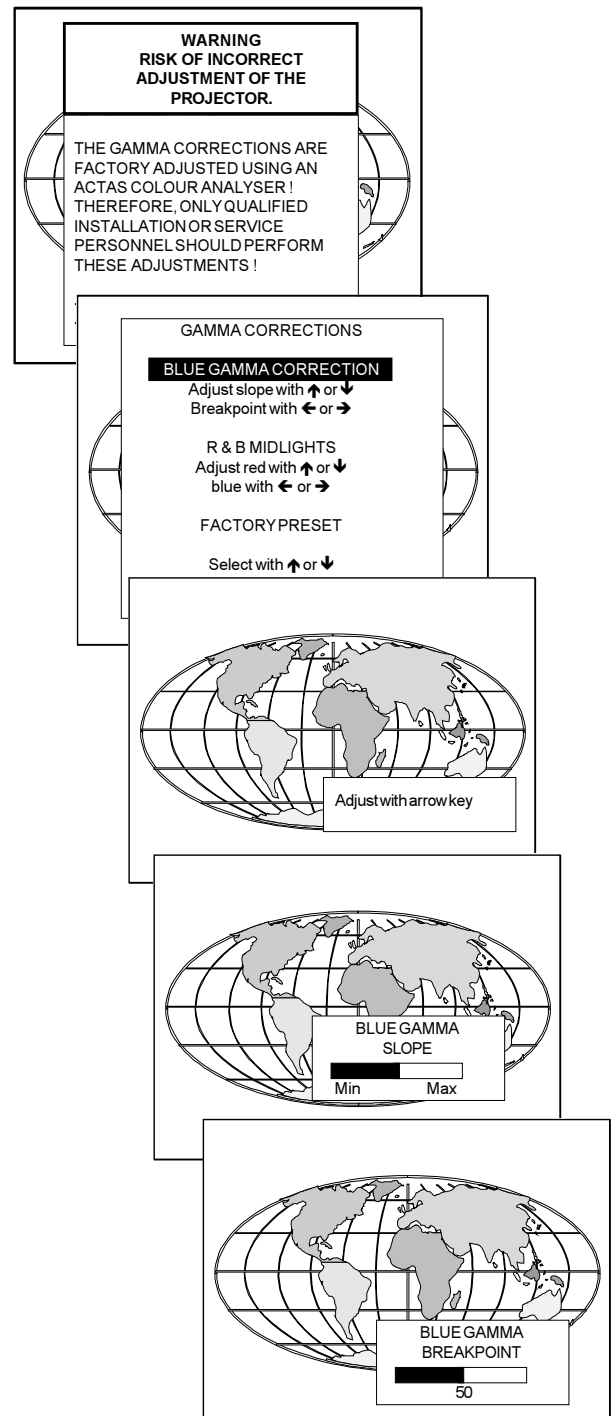 WARNING
RISK OF INCORRECT
ADJUSTMENT OF THE
PROJECTOR.
THE GAMMA CORRECTIONS ARE
FACTORY ADJUSTED USING AN
ACTAS COLOUR ANALYSER !
THEREFORE, ONLY QUALIFIED
INSTALLATION OR SERVICE
PERSONNEL SHOULD PERFORM
THESE ADJUSTMENTS !
GAMMA CORRECTIONS
BLUE GAMMA CORRECTION
Adjust slope with ↑ or ↓
Breakpoint with ← or →
R & B MIDLIGHTS
Adjust red with ↑ or ↓
blue with ← or →
FACTORY PRESET
Select with ↑ or ↓
Adjust with arrow key
BLUE GAMMA
SLOPE
Min Max
BLUE GAMMA
BREAKPOINT
50